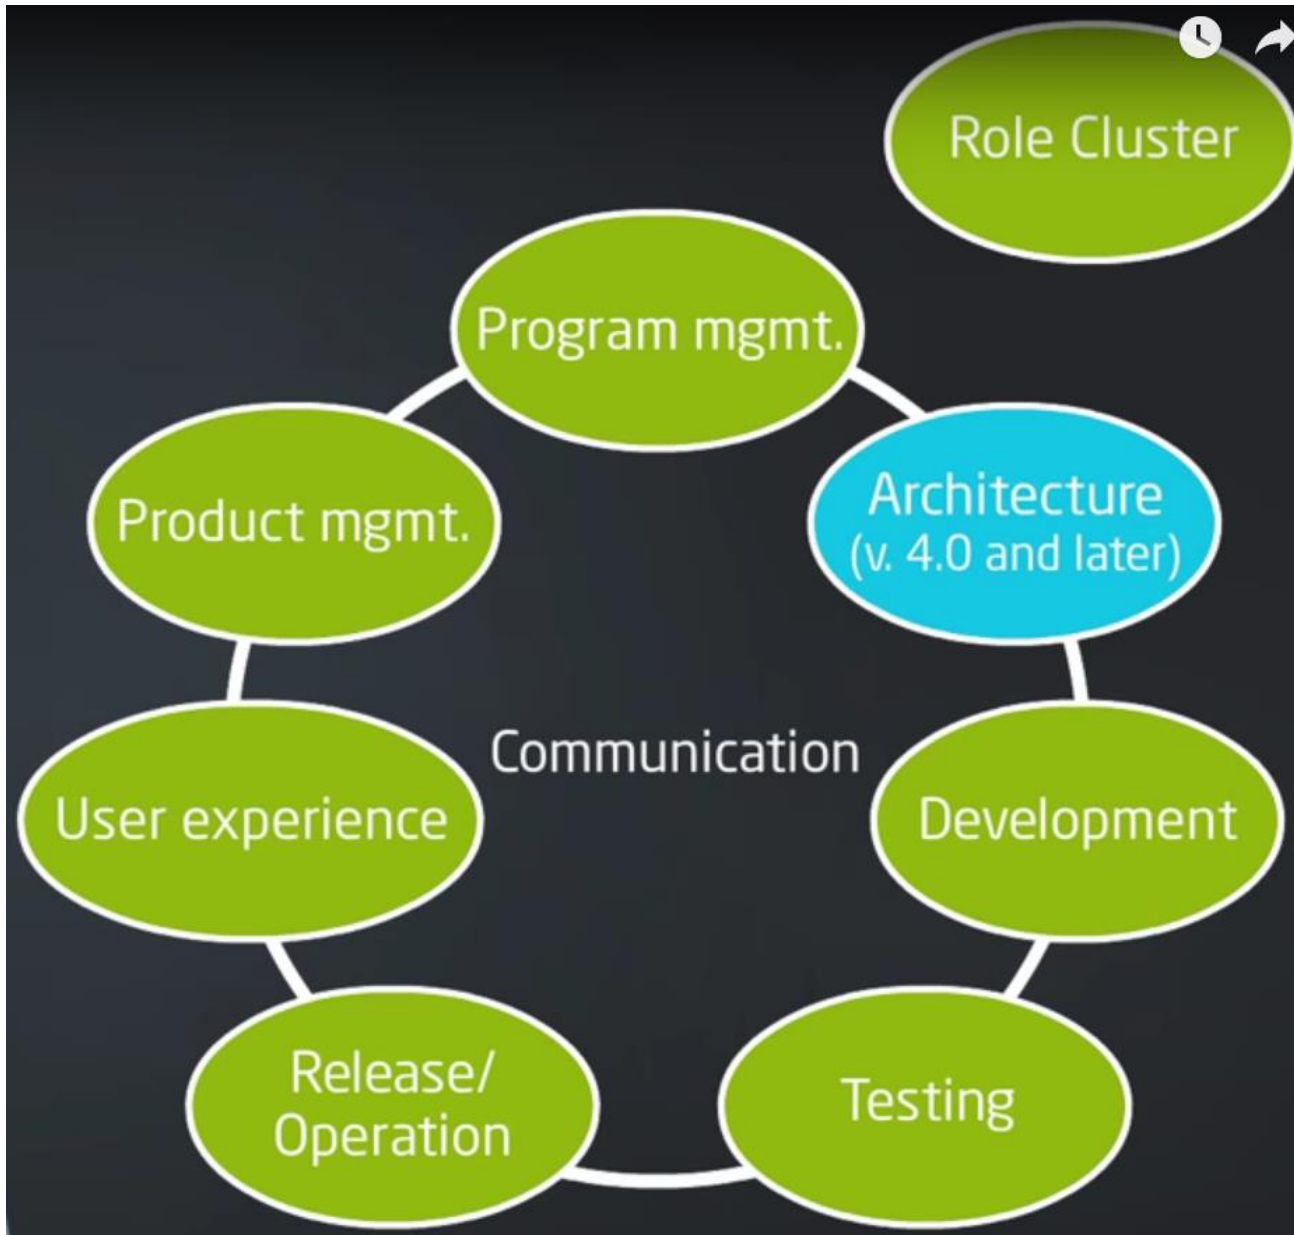 Role Cluster
Program mgmt.
Product mgmt.
Architecture
(v. 4.0 and later)
Communication
User experience
Development
Release/
Operation
Testing